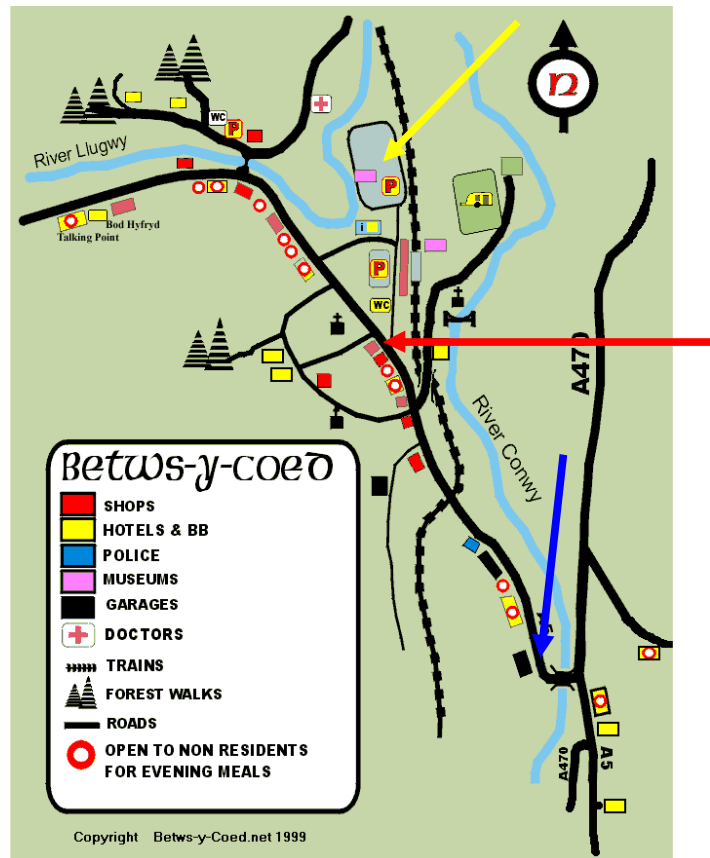 n
WC
P
River Llugwy
P
Bod Hyfryd
Talking Point
i
P
WC
A470
River Conwy
A5
A470
A5
Betws-y-Coed
SHOPS
HOTELS & BB
POLICE
MUSEUMS
GARAGES
DOCTORS
TRAINS
FOREST WALKS
ROADS
OPEN TO NON RESIDENTS
FOR EVENING MEALS
Copyright Betws-y-Coed.net 1999